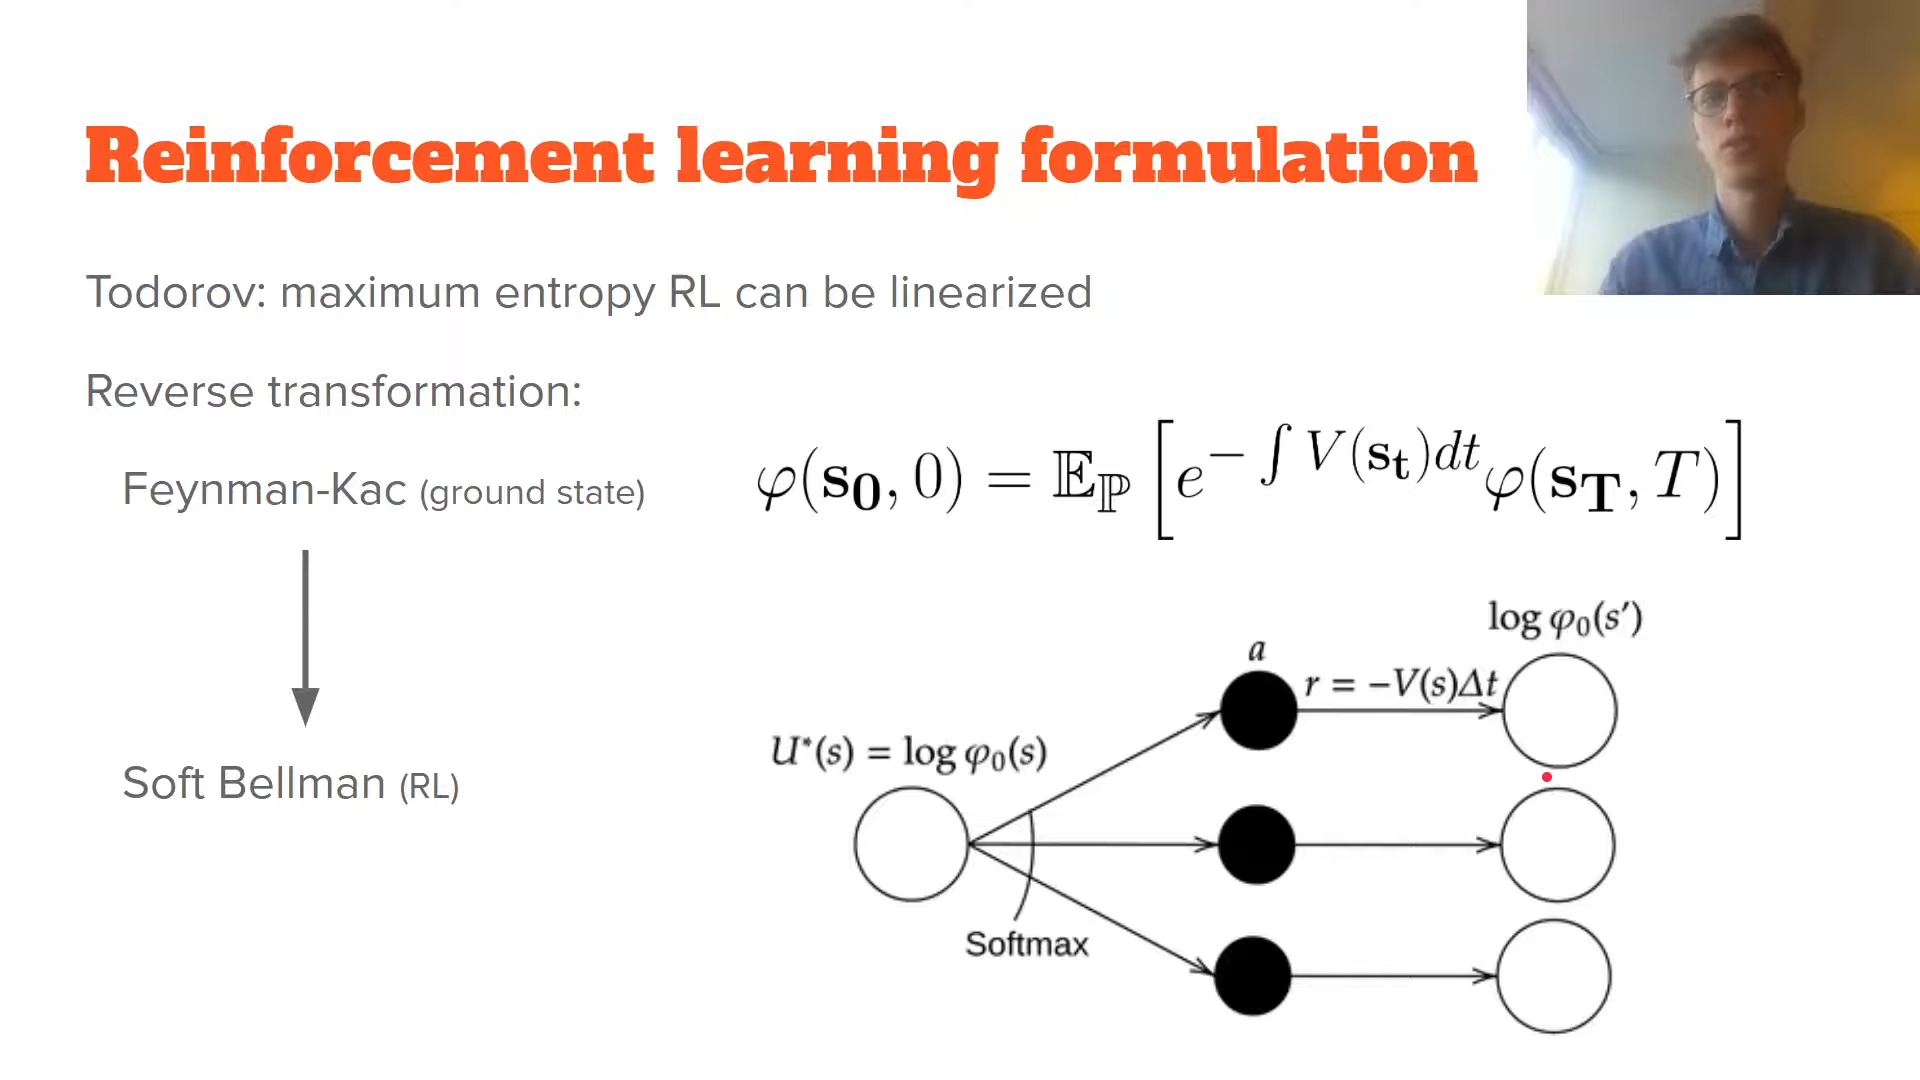 Reinforcement learning formulation
Todorov: maximum entropy RL can be linearized
Reverse transformation:
Feynman-Kac (ground state)
φ(s₀, 0) = 𝔼_ℙ [e^{−∫V(s_t)dt} φ(s_T, T)]
log φ₀(s′)
a
r = −V(s)Δt
U*(s) = log φ₀(s)
Soft Bellman (RL)
Softmax